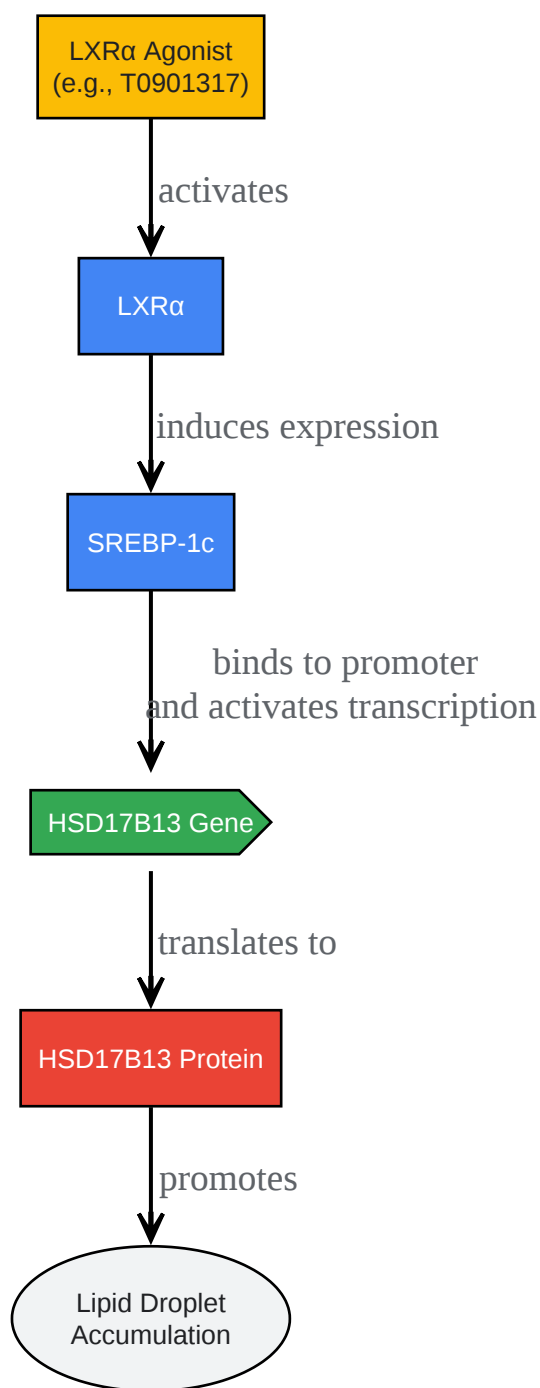 LXRα Agonist
(e.g., T0901317)
activates
LXRα
induces expression
SREBP-1c
binds to promoter
and activates transcription
HSD17B13 Gene
translates to
HSD17B13 Protein
promotes
Lipid Droplet
Accumulation